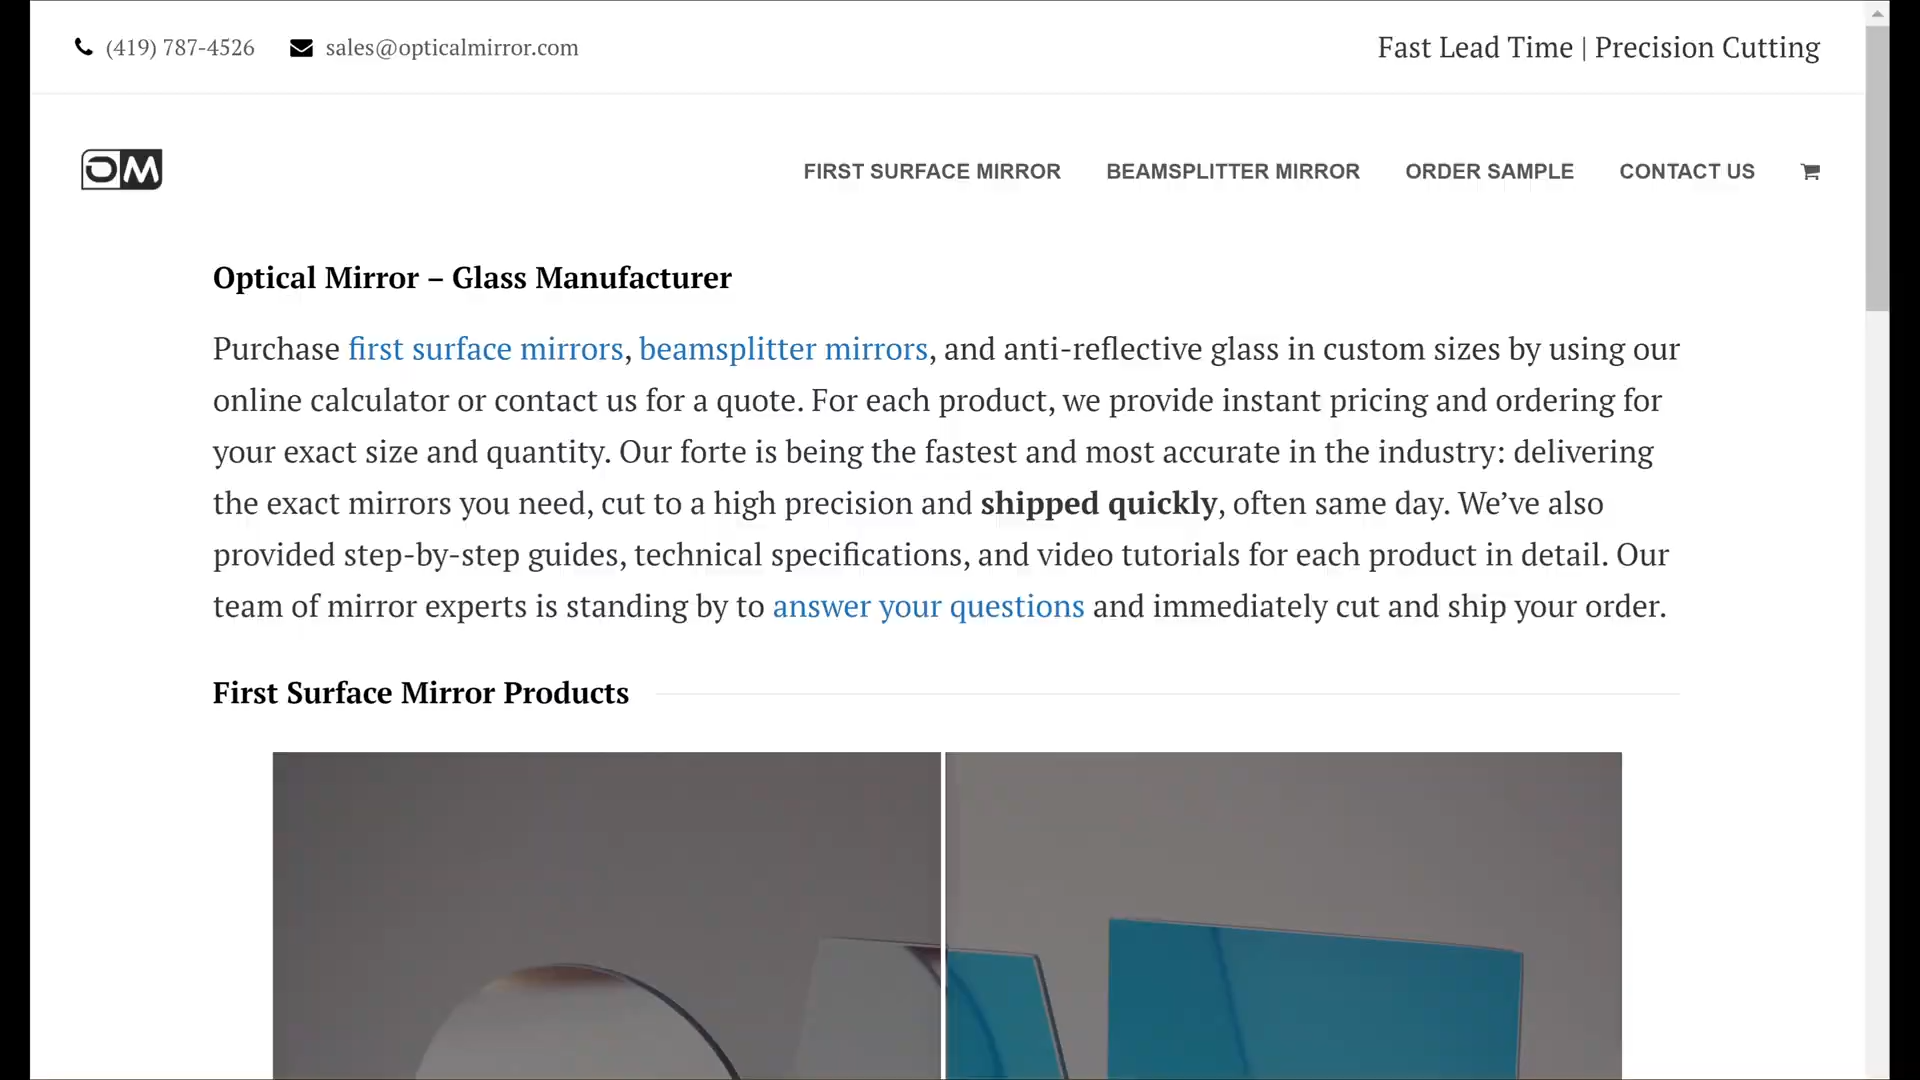 (419) 787-4526 sales@opticalmirror.com Fast Lead Time | Precision Cutting
OM FIRST SURFACE MIRROR BEAMSPLITTER MIRROR ORDER SAMPLE CONTACT US
Optical Mirror – Glass Manufacturer
Purchase first surface mirrors, beamsplitter mirrors, and anti-reflective glass in custom sizes by using our
online calculator or contact us for a quote. For each product, we provide instant pricing and ordering for
your exact size and quantity. Our forte is being the fastest and most accurate in the industry: delivering
the exact mirrors you need, cut to a high precision and shipped quickly, often same day. We’ve also
provided step-by-step guides, technical specifications, and video tutorials for each product in detail. Our
team of mirror experts is standing by to answer your questions and immediately cut and ship your order.
First Surface Mirror Products